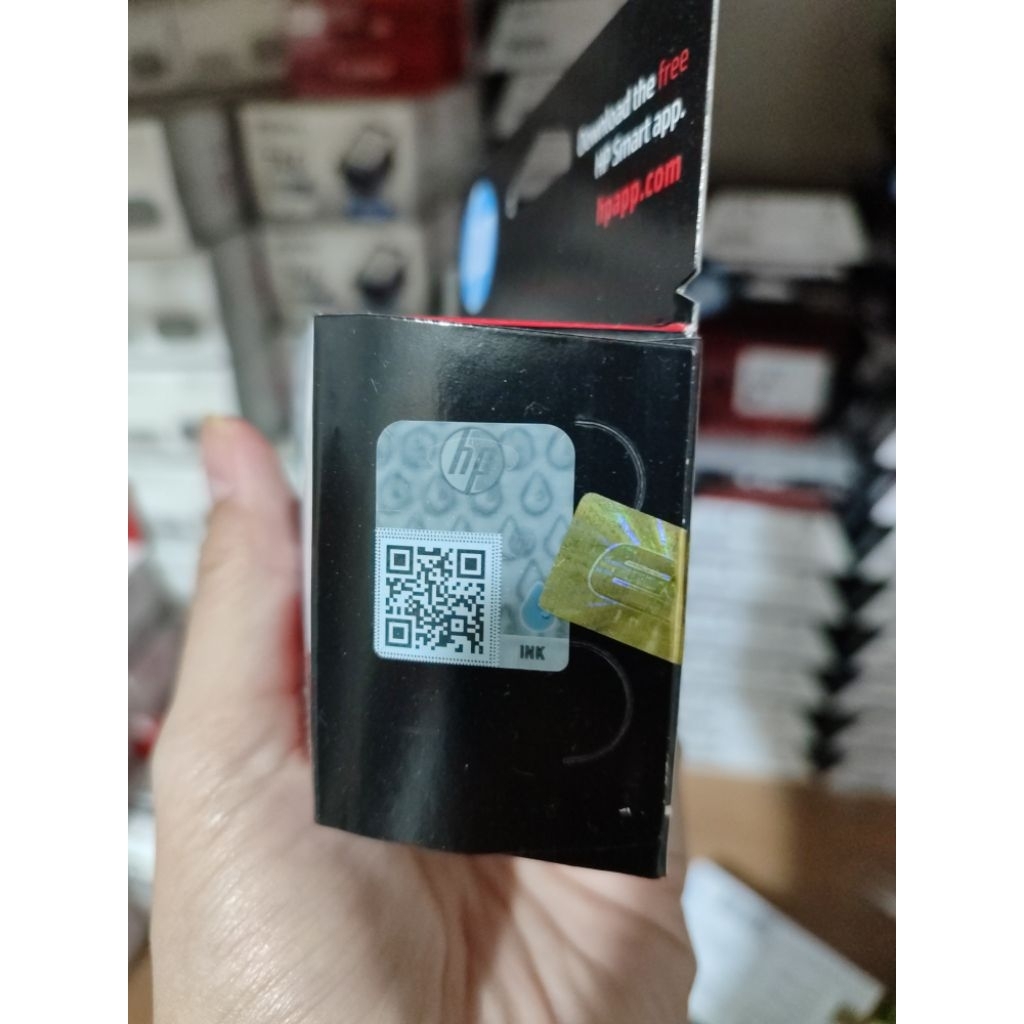 Download the free
HP Smart app.
hpapp.com
hp
INK